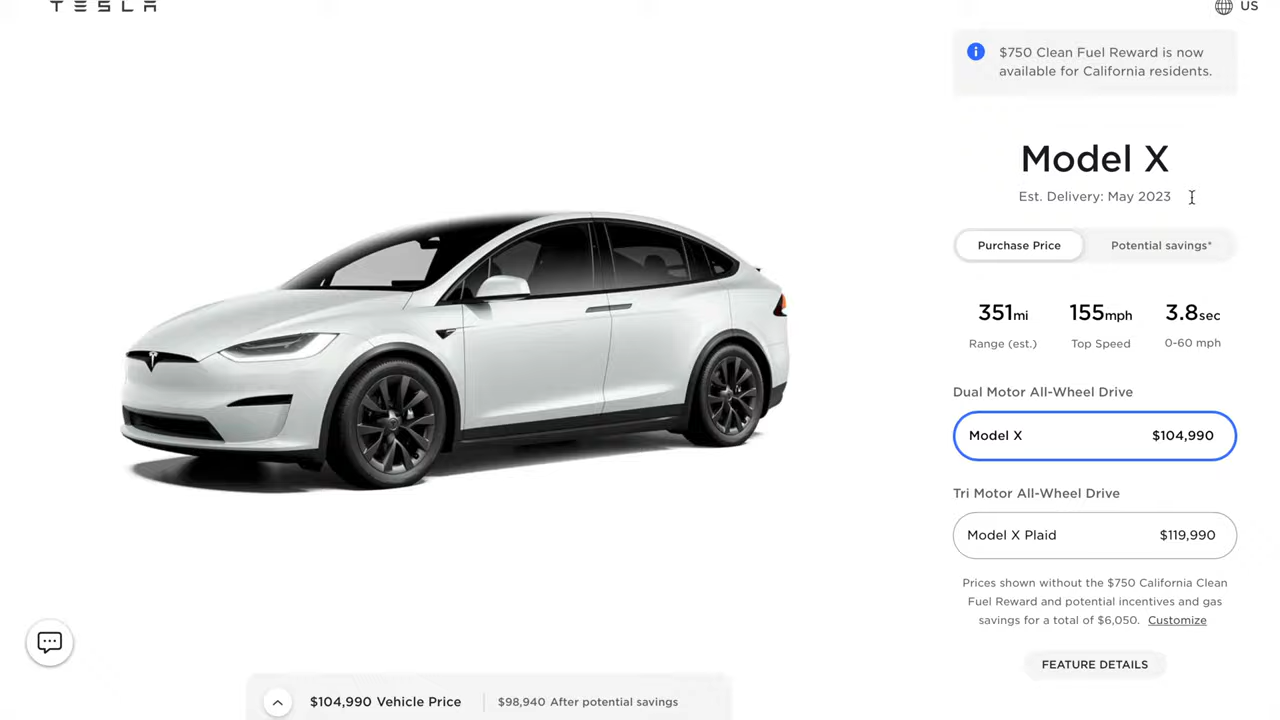 TESLA
US
$750 Clean Fuel Reward is now
available for California residents.
Model X
Est. Delivery: May 2023
Purchase Price
Potential savings*
351mi
155mph
3.8sec
Range (est.)
Top Speed
0-60 mph
Dual Motor All-Wheel Drive
Model X $104,990
Tri Motor All-Wheel Drive
Model X Plaid $119,990
Prices shown without the $750 California Clean
Fuel Reward and potential incentives and gas
savings for a total of $6,050. Customize
FEATURE DETAILS
$104,990 Vehicle Price
$98,940 After potential savings